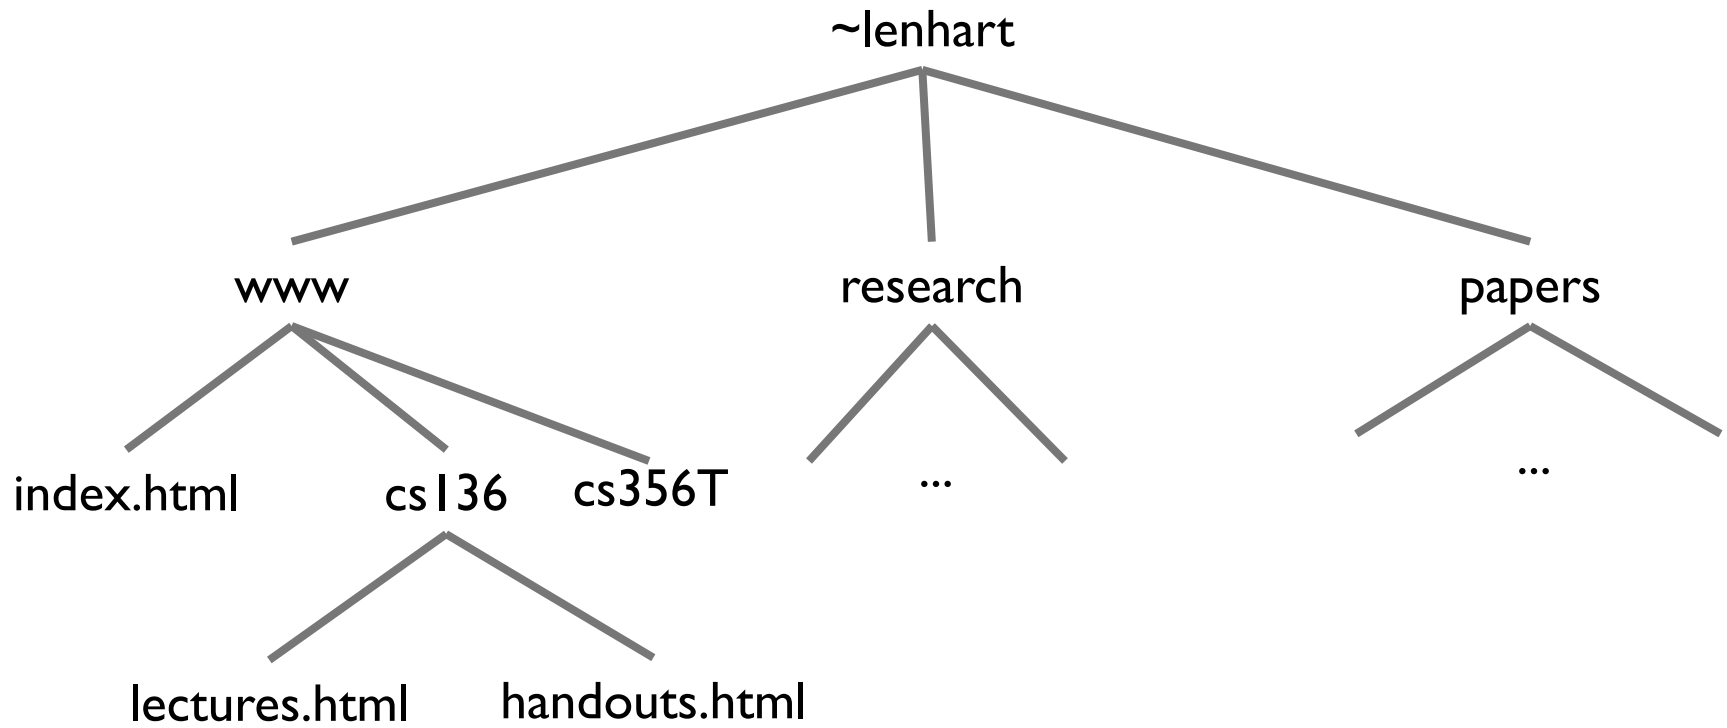 ~lenhart
www
research
papers
index.html
cs136
cs356T
...
...
lectures.html
handouts.html